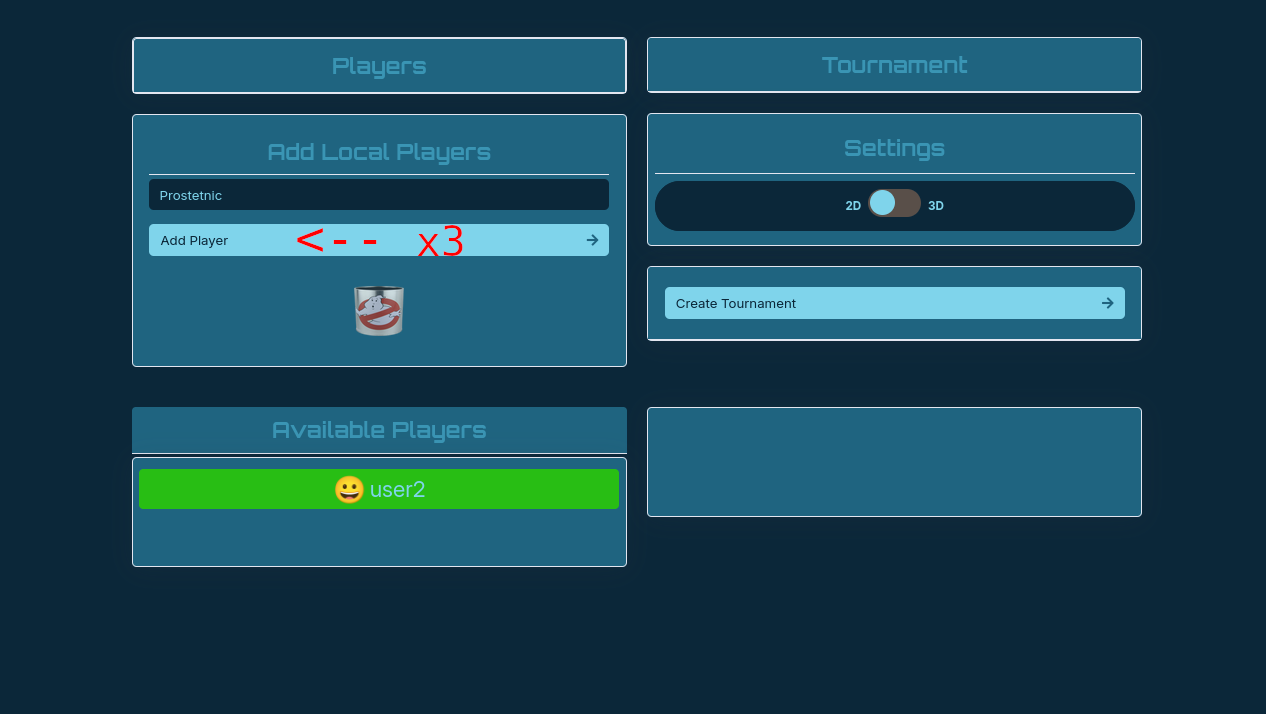 Players
Add Local Players
Prostetnic
Add Player <-- x3
Available Players
😀 user2
Tournament
Settings
2D 3D
Create Tournament